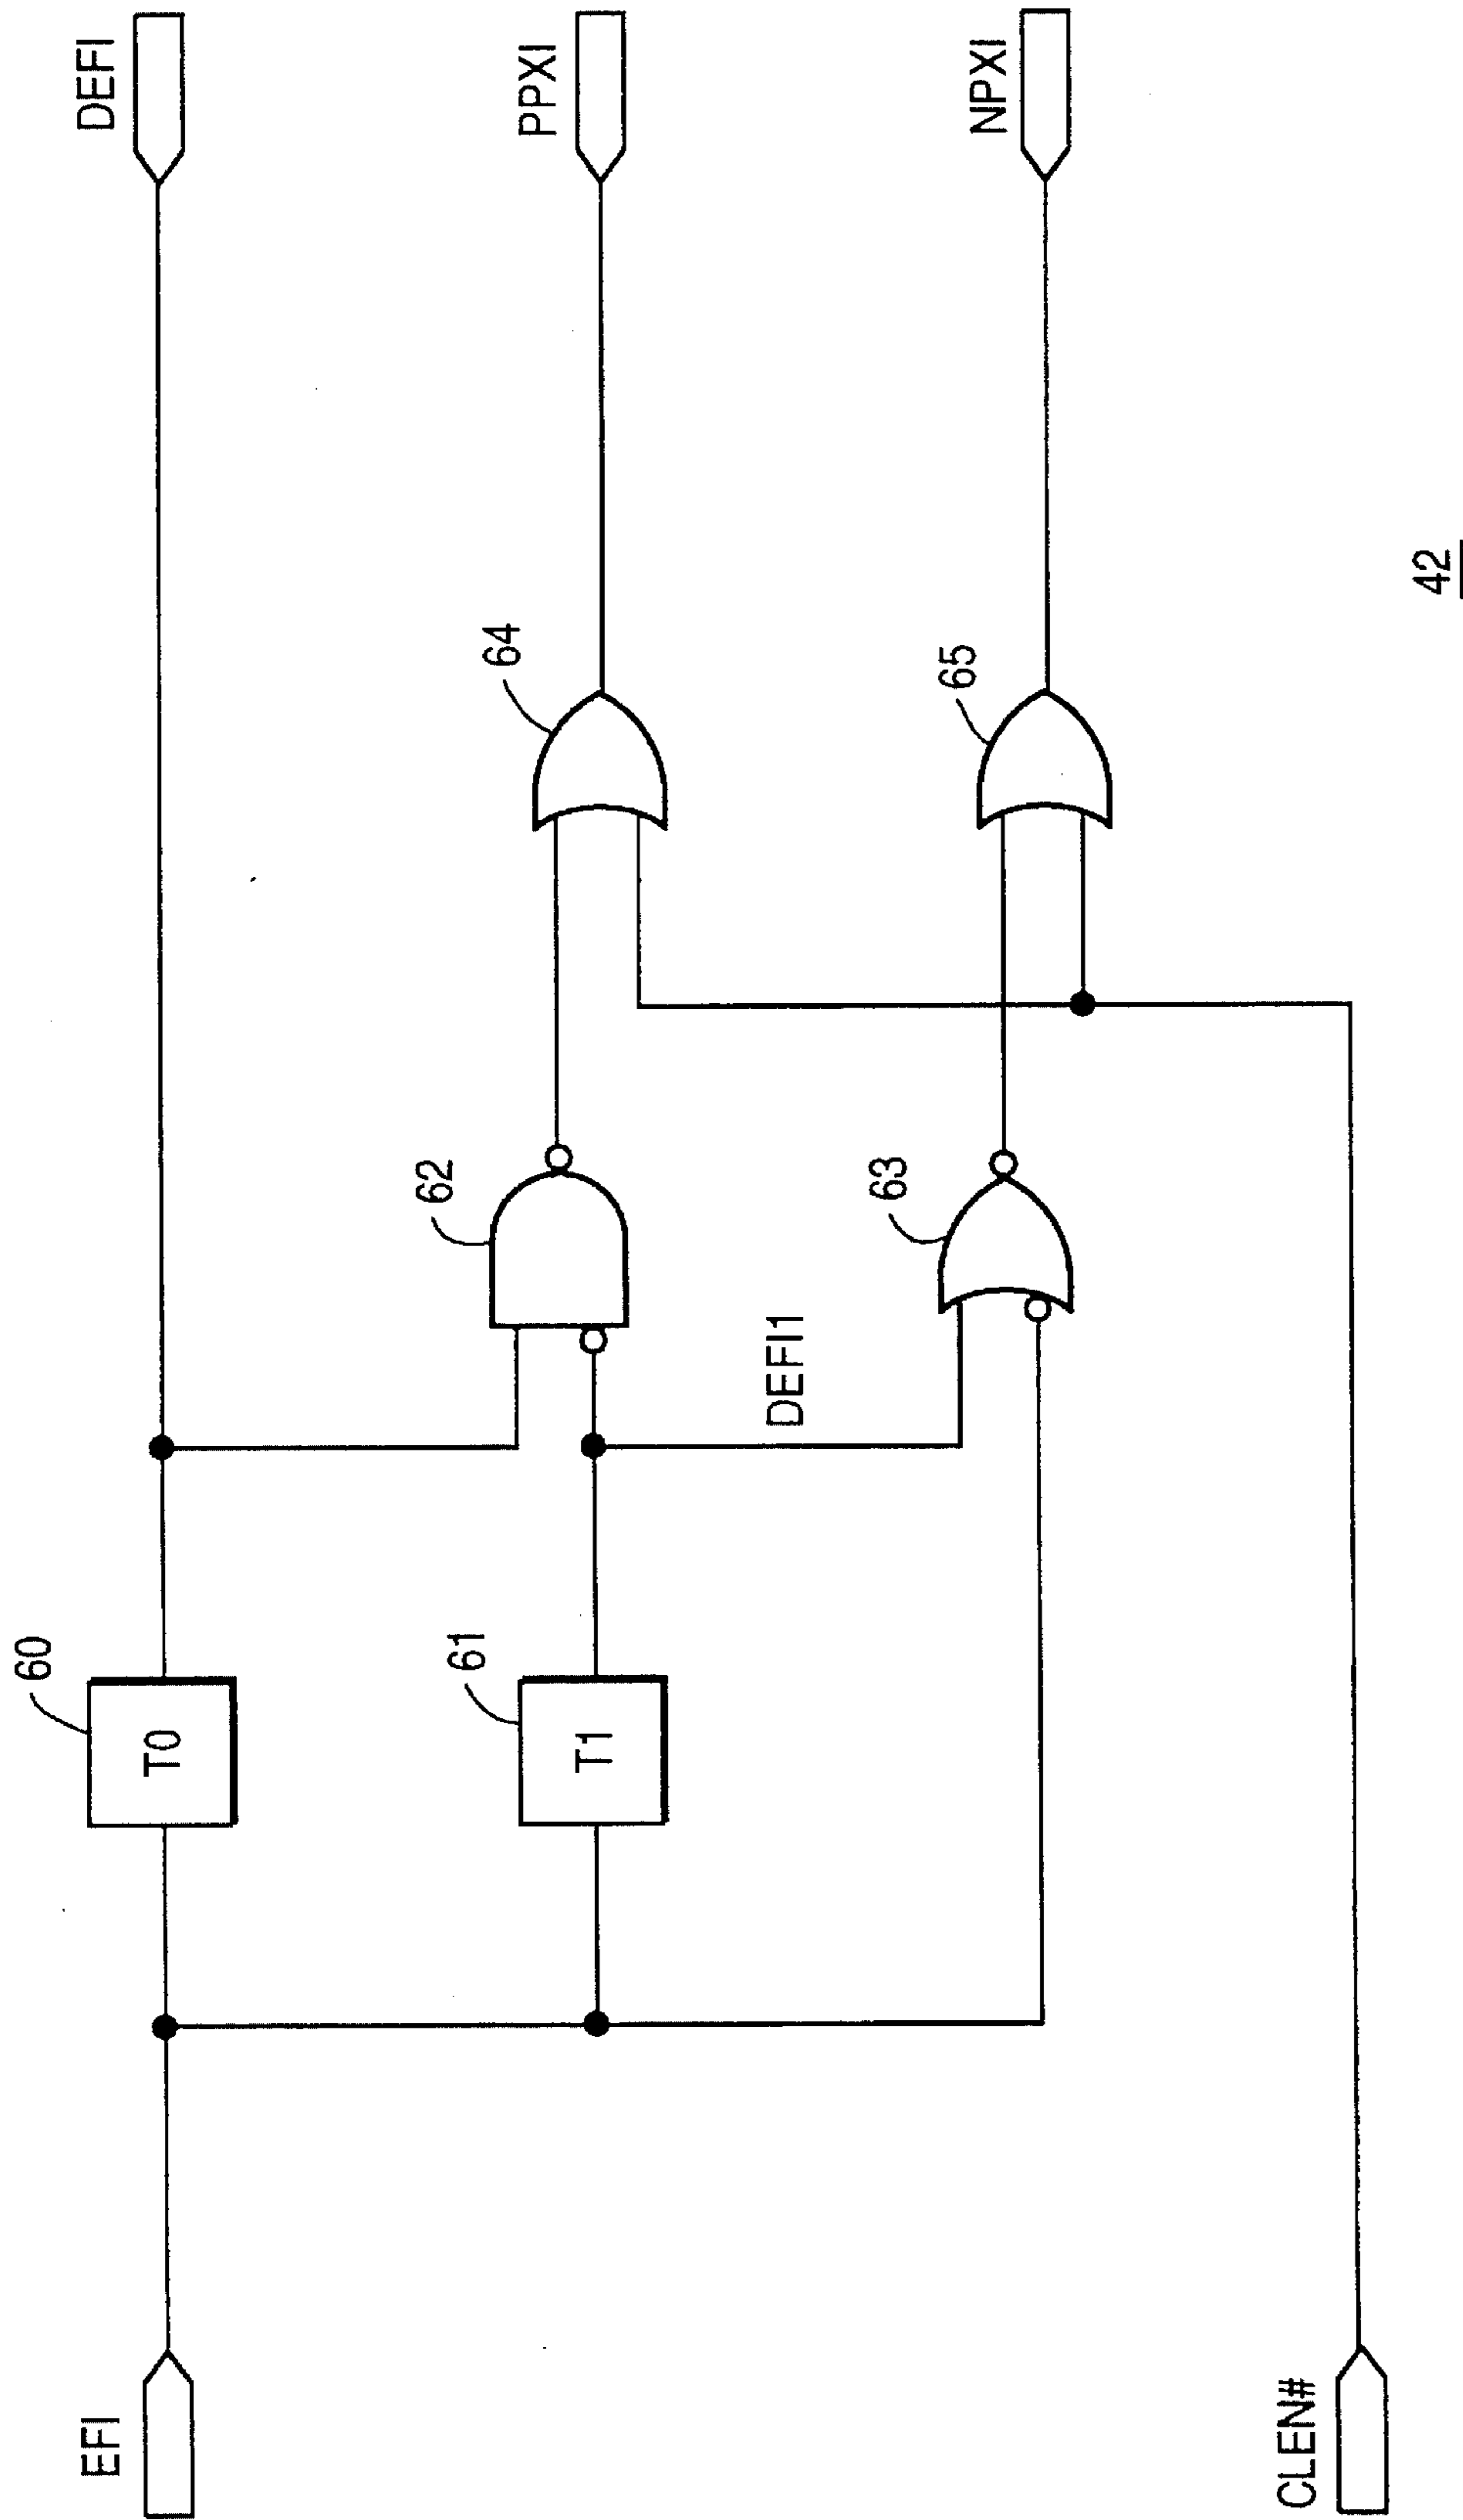 EFI
CLEN#
60
T0
61
T1
DEFI1
62
63
64
65
DEFI
PPXI
NPXI
42